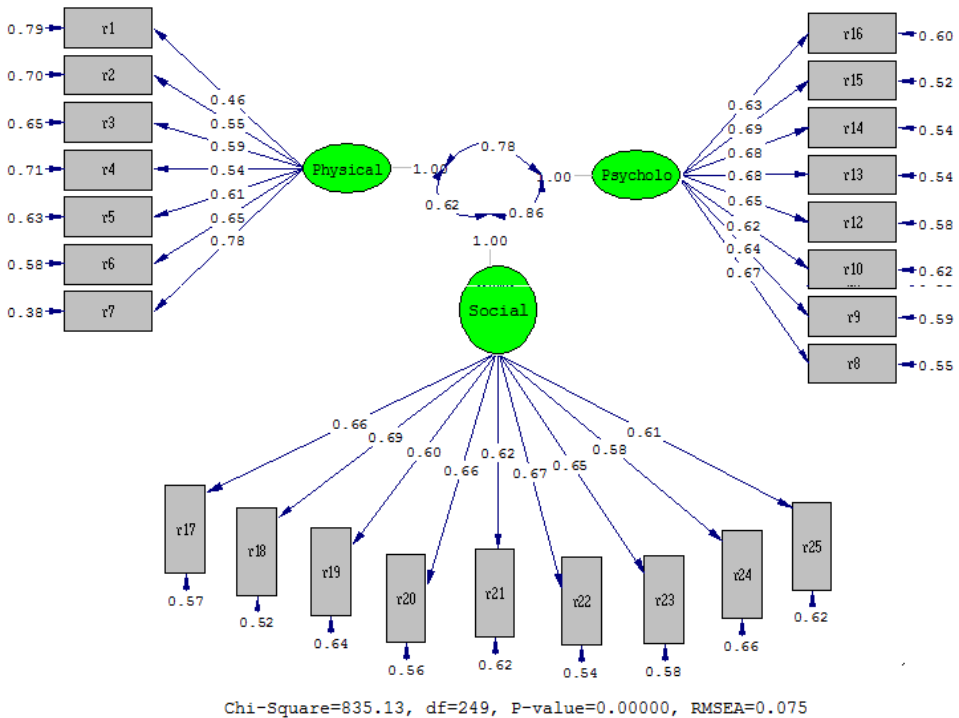 0.79 r1 0.46
0.70 r2 0.55
0.65 r3 0.59
0.71 r4 0.54
0.63 r5 0.61
0.58 r6 0.65
0.38 r7 0.78
Physical 1.00
0.78
0.62
0.86
1.00
.00 Psycholo
0.63 r16 0.60
0.69 r15 0.52
0.68 r14 0.54
0.68 r13 0.54
0.65 r12 0.58
0.62 r10 0.62
0.64 r9 0.59
0.67 r8 0.55
Social
0.66 0.69 0.60 0.66 0.62 0.67 0.65 0.58 0.61
r17 r18 r19 r20 r21 r22 r23 r24 r25
0.57 0.52 0.64 0.56 0.62 0.54 0.58 0.66 0.62
Chi-Square=835.13, df=249, P-value=0.00000, RMSEA=0.075